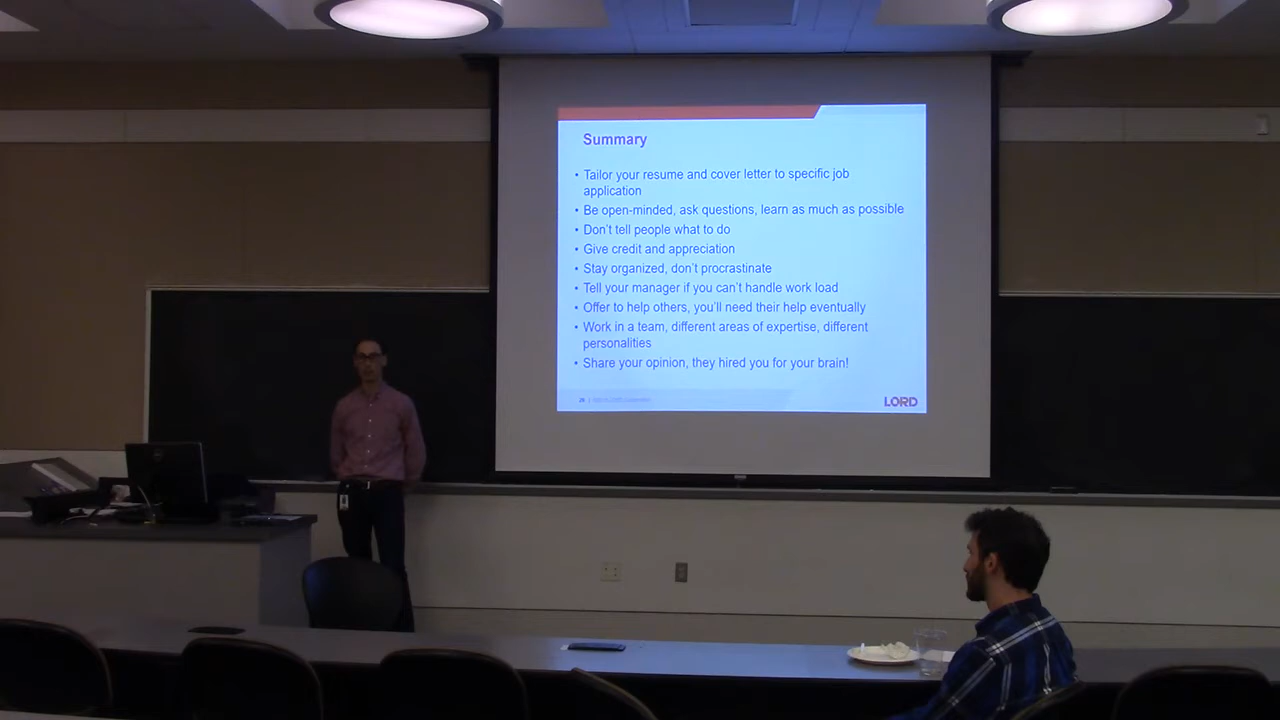 Summary
• Tailor your resume and cover letter to specific job
application
• Be open-minded, ask questions, learn as much as possible
• Don't tell people what to do
• Give credit and appreciation
• Stay organized, don't procrastinate
• Tell your manager if you can't handle work load
• Offer to help others, you'll need their help eventually
• Work in a team, different areas of expertise, different
personalities
• Share your opinion, they hired you for your brain!
LORD